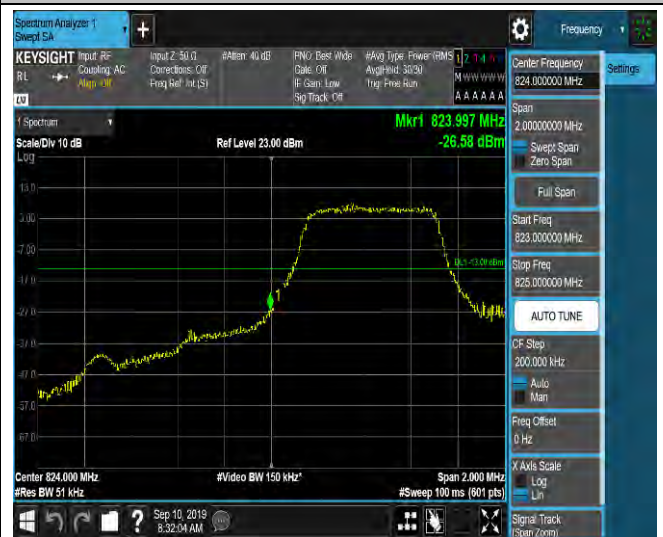 Spectrum Analyzer 1
Swept SA
Frequency
KEYSIGHT
RL
Input: RF
Coupling: AC
Align: Off
Input Z: 50 Ω
Corrections: Off
Freq Ref: Int (S)
#Atten: 40 dB
PNO: Best Wide
Gate: Off
IF Gain: Low
Sig Track: Off
#Avg Type: Power (RMS
Avg|Hold: 30/30
Trig: Free Run
M W W W W W
A A A A A A
1 Spectrum
Scale/Div 10 dB
Log
Ref Level 23.00 dBm
Mkr1 823.997 MHz
-26.58 dBm
13.0
3.00
-7.00
-17.0
-27.0
-37.0
-47.0
-57.0
-67.0
DL1 -13.00 dBm
1
Center 824.000 MHz
#Res BW 51 kHz
#Video BW 150 kHz*
Span 2.000 MHz
#Sweep 100 ms (601 pts)
Sep 10, 2019
8:32:04 AM
Center Frequency
824.000000 MHz
Settings
Span
2.00000000 MHz
Swept Span
Zero Span
Full Span
Start Freq
823.000000 MHz
Stop Freq
825.000000 MHz
AUTO TUNE
CF Step
200.000 kHz
Auto
Man
Freq Offset
0 Hz
X Axis Scale
Log
Lin
Signal Track
(Span Zoom)